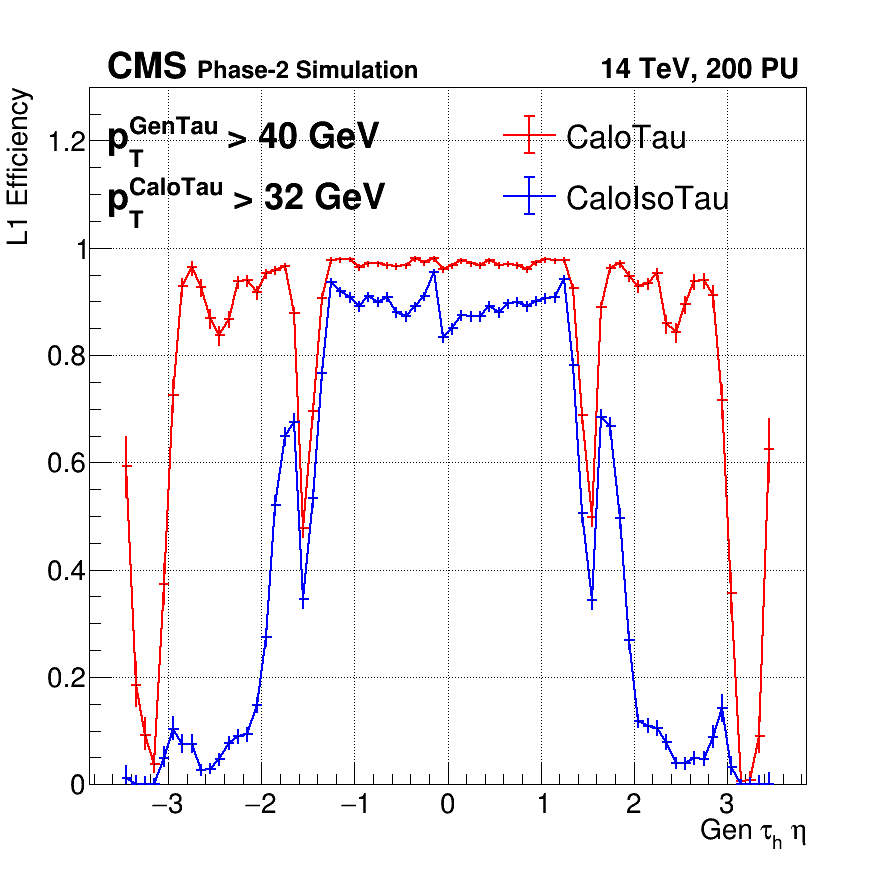 CMS Phase-2 Simulation 14 TeV, 200 PU
L1 Efficiency
p_T^GenTau > 40 GeV
p_T^CaloTau > 32 GeV
CaloTau
CaloIsoTau
1.2
1
0.8
0.6
0.4
0.2
0
−3 −2 −1 0 1 2 3
Gen τ_h η